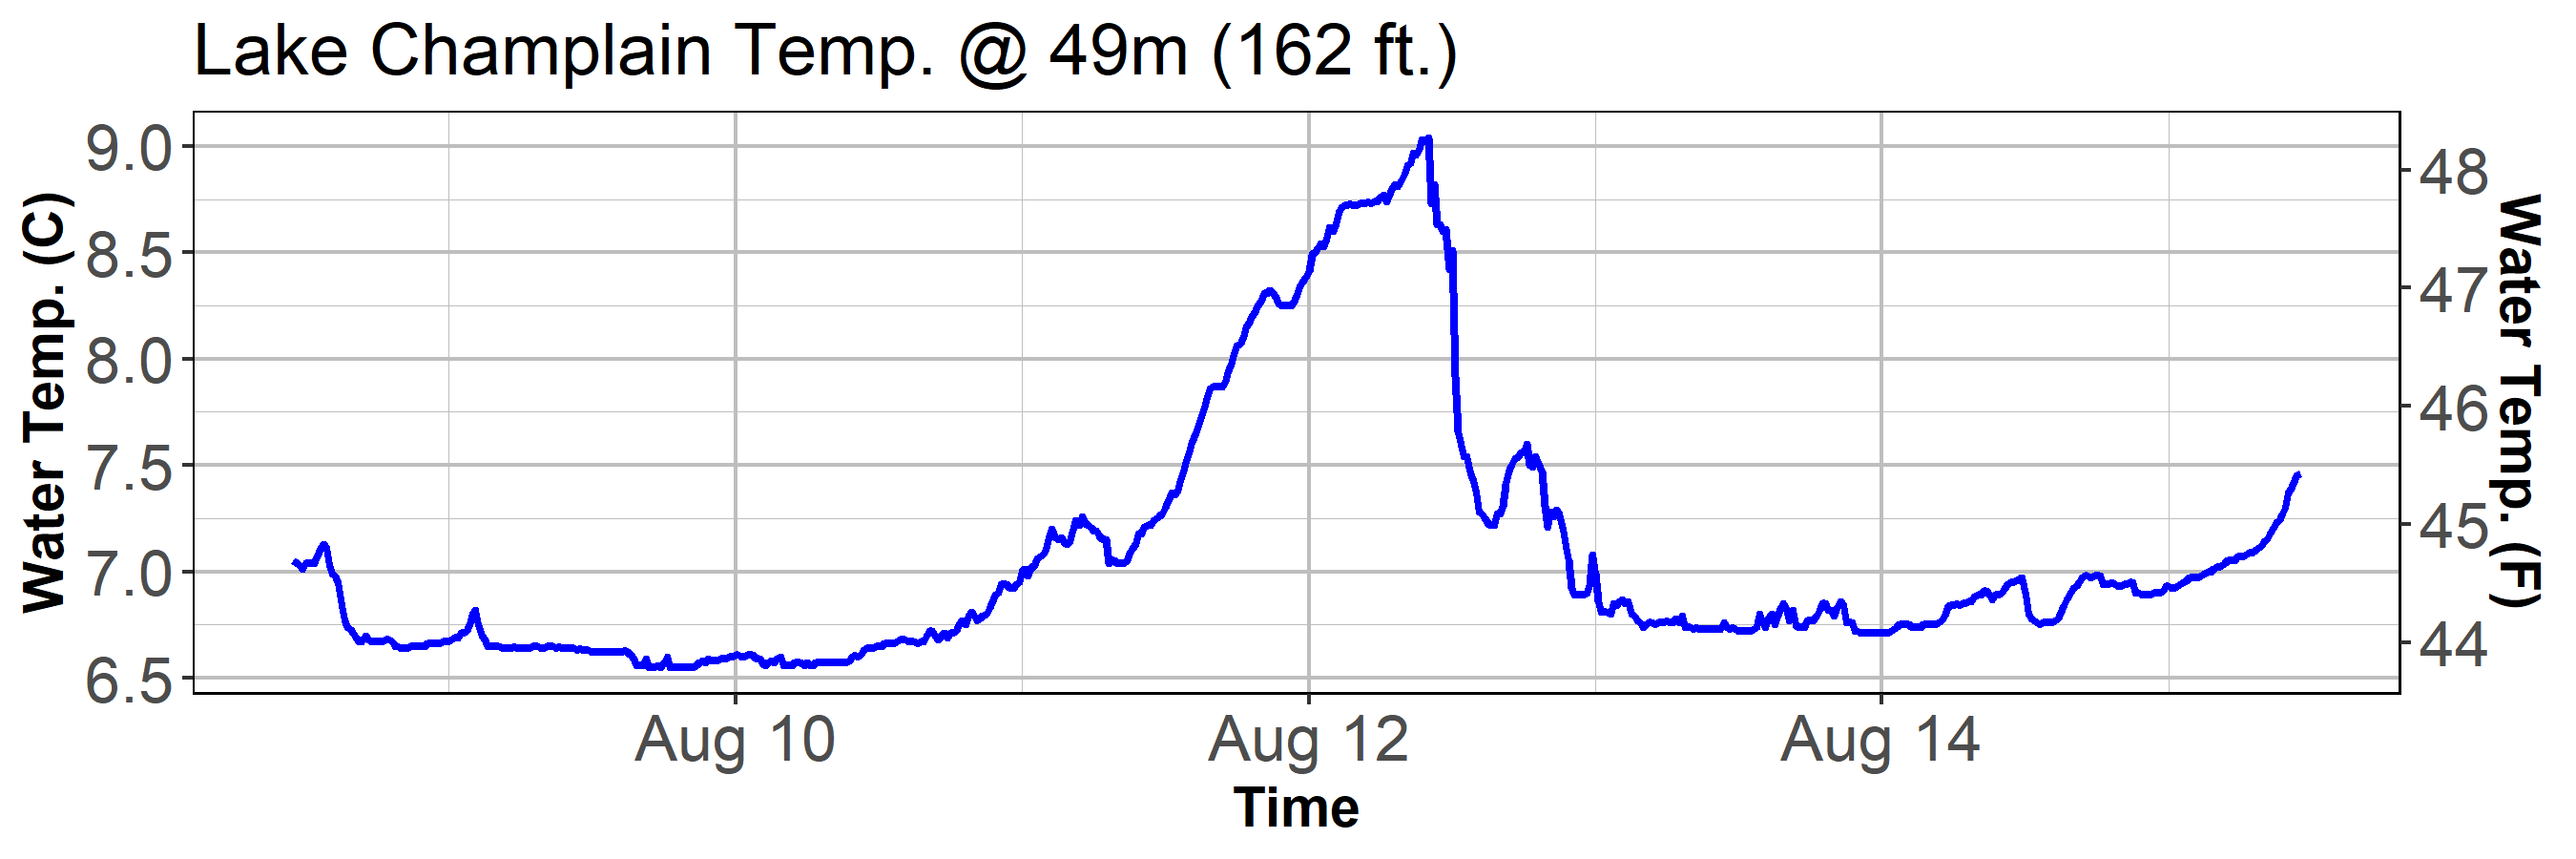 Lake Champlain Temp. @ 49m (162 ft.)
Water Temp. (C)
9.0
8.5
8.0
7.5
7.0
6.5
48
47
46
45
44
Water Temp. (F)
Aug 10
Aug 12
Aug 14
Time